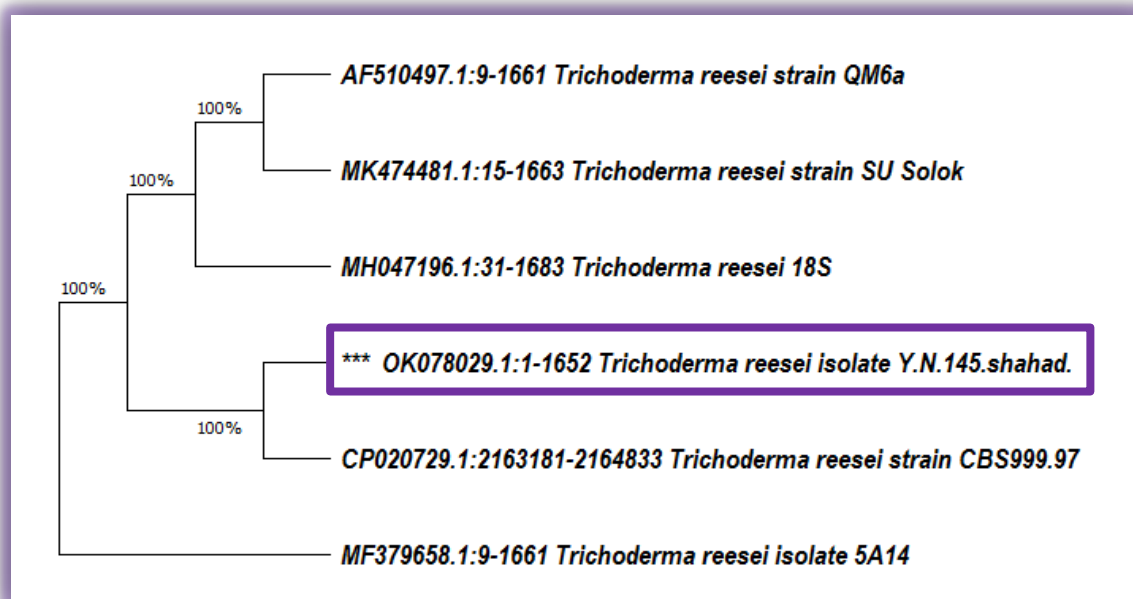 AF510497.1:9-1661 Trichoderma reesei strain QM6a
100%
MK474481.1:15-1663 Trichoderma reesei strain SU Solok
100%
MH047196.1:31-1683 Trichoderma reesei 18S
100%
*** OK078029.1:1-1652 Trichoderma reesei isolate Y.N.145.shahad.
100%
CP020729.1:2163181-2164833 Trichoderma reesei strain CBS999.97
MF379658.1:9-1661 Trichoderma reesei isolate 5A14